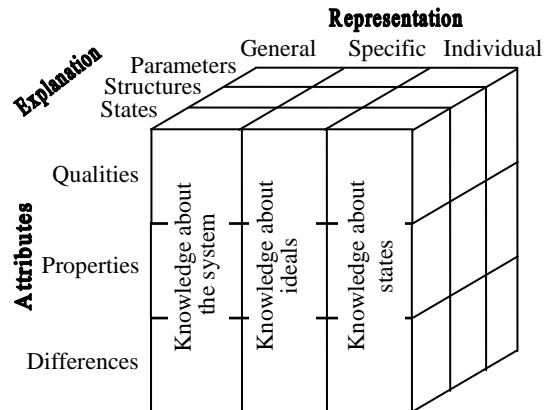 Representation
General Specific Individual
Explanation
Parameters
Structures
States
Attributes
Qualities
Properties
Differences
Knowledge about
the system
Knowledge about
ideals
Knowledge about
states